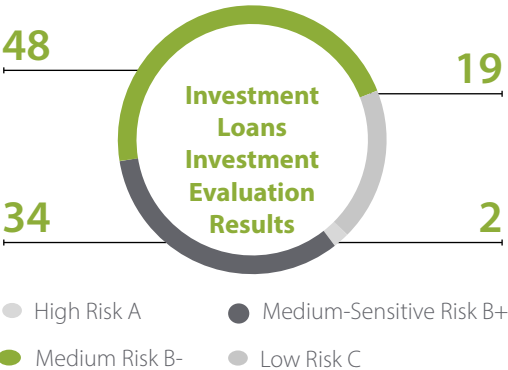 48
19
Investment
Loans
Investment
Evaluation
Results
34
2
High Risk A
Medium-Sensitive Risk B+
Medium Risk B-
Low Risk C